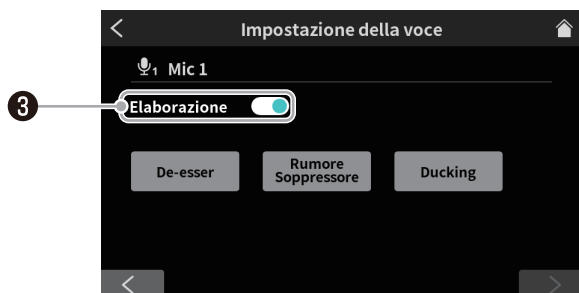 Impostazione della voce
1 Mic 1
3 Elaborazione
De-esser
Rumore
Soppressore
Ducking